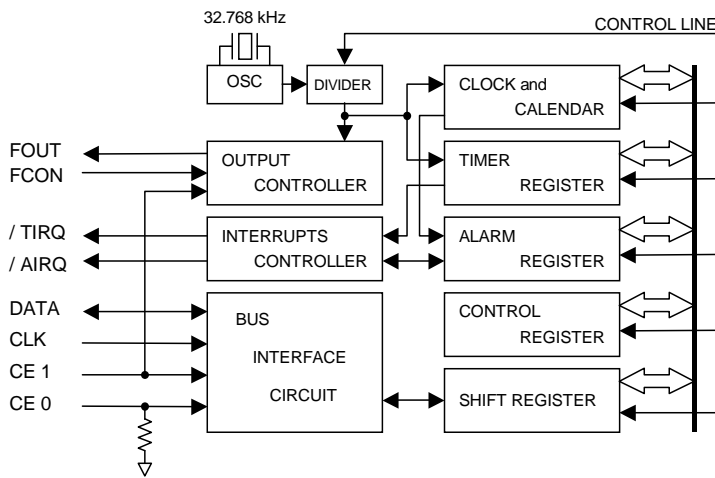 32.768 kHz
CONTROL LINE
OSC
DIVIDER
CLOCK and
CALENDAR
FOUT
FCON
OUTPUT
CONTROLLER
TIMER
REGISTER
/ TIRQ
/ AIRQ
INTERRUPTS
CONTROLLER
ALARM
REGISTER
DATA
CLK
CE 1
CE 0
BUS
INTERFACE
CIRCUIT
CONTROL
REGISTER
SHIFT REGISTER